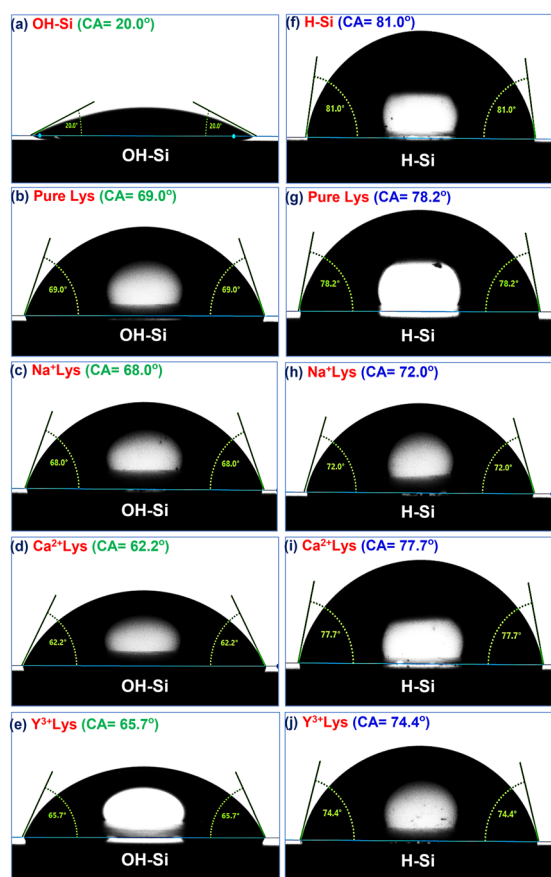 (a) OH-Si (CA= 20.0°)
20.0° 20.0°
OH-Si
(b) Pure Lys (CA= 69.0°)
69.0° 69.0°
OH-Si
(c) Na⁺Lys (CA= 68.0°)
68.0° 68.0°
OH-Si
(d) Ca²⁺Lys (CA= 62.2°)
62.2° 62.2°
OH-Si
(e) Y³⁺Lys (CA= 65.7°)
65.7° 65.7°
OH-Si
(f) H-Si (CA= 81.0°)
81.0° 81.0°
H-Si
(g) Pure Lys (CA= 78.2°)
78.2° 78.2°
H-Si
(h) Na⁺Lys (CA= 72.0°)
72.0° 72.0°
H-Si
(i) Ca²⁺Lys (CA= 77.7°)
77.7° 77.7°
H-Si
(j) Y³⁺Lys (CA= 74.4°)
74.4° 74.4°
H-Si